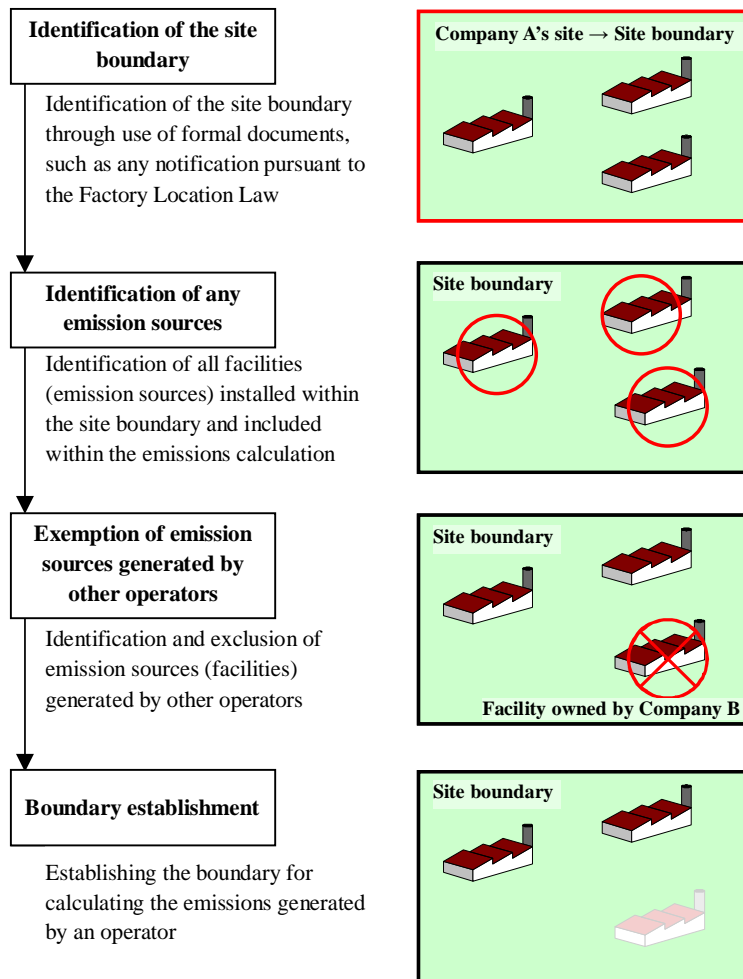 Identification of the site
boundary
Company A’s site → Site boundary
Identification of the site boundary
through use of formal documents,
such as any notification pursuant to
the Factory Location Law
Identification of any
emission sources
Site boundary
Identification of all facilities
(emission sources) installed within
the site boundary and included
within the emissions calculation
Exemption of emission
sources generated by
other operators
Site boundary
Identification and exclusion of
emission sources (facilities)
generated by other operators
Facility owned by Company B
Boundary establishment
Site boundary
Establishing the boundary for
calculating the emissions generated
by an operator